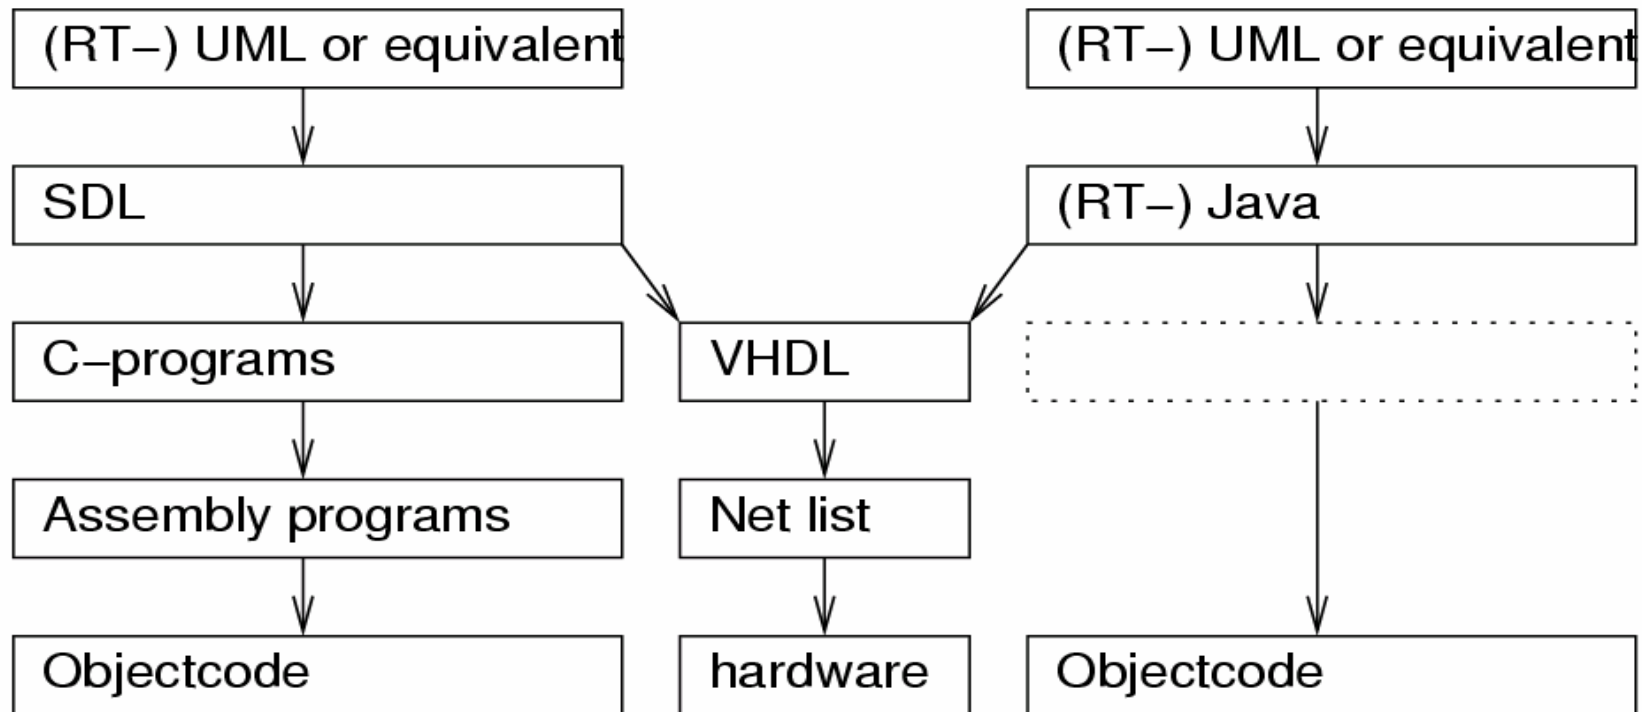 (RT–) UML or equivalent
(RT–) UML or equivalent
SDL
(RT–) Java
C–programs
VHDL
Assembly programs
Net list
Objectcode
hardware
Objectcode